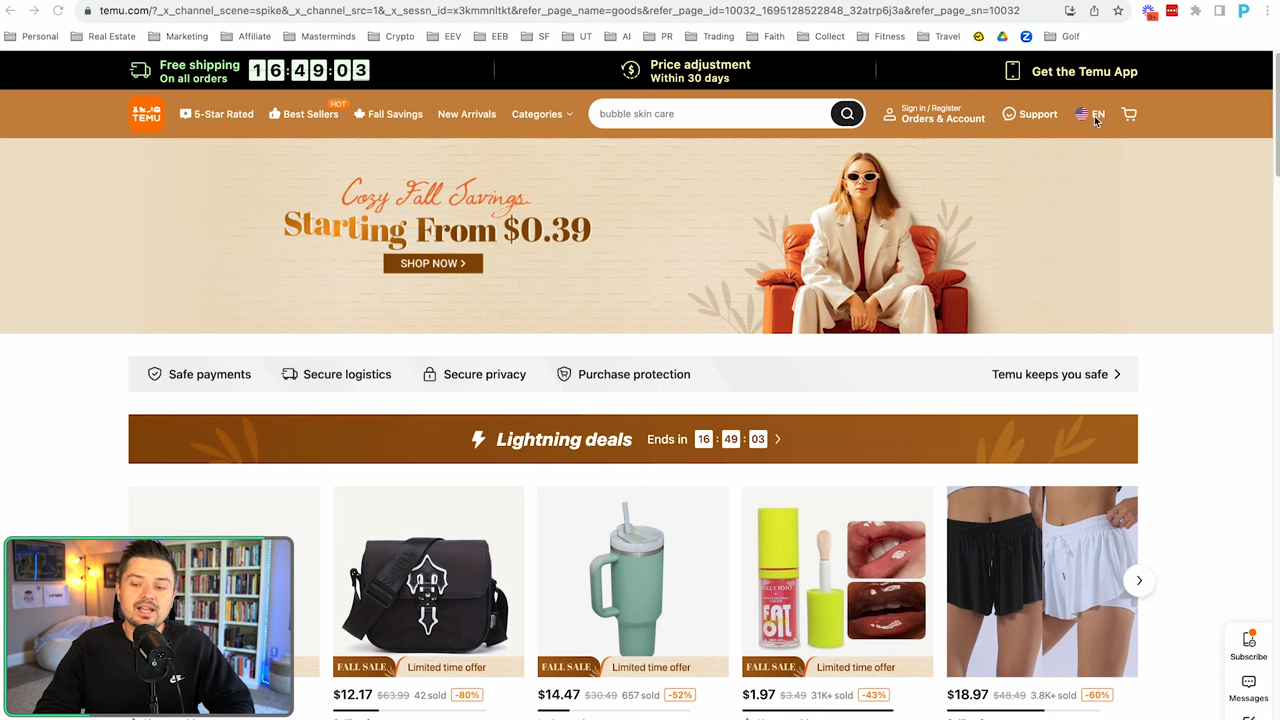 temu.com/?_x_channel_scene=spike&_x_channel_src=1&_x_sessn_id=x3kmmnltkt&refer_page_name=goods&refer_page_id=10032_1695128522848_32atrp6j3a&refer_page_sn=10032
9+
Personal Real Estate Marketing Affiliate Masterminds Crypto EEV EEB SF UT AI PR Trading Faith Collect Fitness Travel Golf
Free shipping
On all orders
16:49:03
Price adjustment
Within 30 days
Get the Temu App
TEMU
5-Star Rated
HOT
Best Sellers
Fall Savings
New Arrivals
Categories
bubble skin care
Sign in / Register
Orders & Account
Support
EN
Cozy Fall Savings
Starting From $0.39
SHOP NOW >
Safe payments
Secure logistics
Secure privacy
Purchase protection
Temu keeps you safe >
Lightning deals Ends in 16 : 49 : 03 >
OLLY JOJO
FAT
OIL
FALL SALE Limited time offer
FALL SALE Limited time offer
FALL SALE Limited time offer
$12.17 $63.99 42 sold -80%
$14.47 $30.49 657 sold -52%
$1.97 $3.49 31K+ sold -43%
$18.97 $48.49 3.8K+ sold -60%
Subscribe
Messages